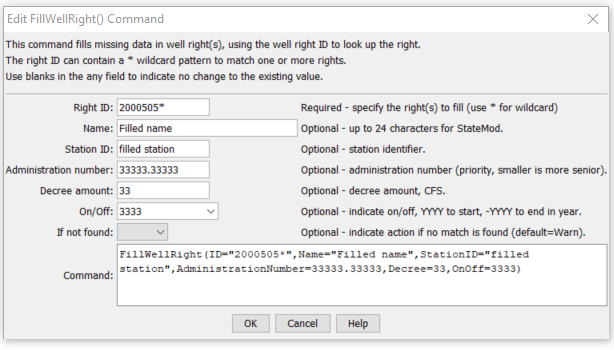 Edit FillWellRight() Command
This command fills missing data in well right(s), using the well right ID to look up the right.
The right ID can contain a * wildcard pattern to match one or more rights.
Use blanks in the any field to indicate no change to the existing value.
Right ID: 2000505* Required - specify the right(s) to fill (use * for wildcard)
Name: Filled name Optional - up to 24 characters for StateMod.
Station ID: filled station Optional - station identifier.
Administration number: 33333.33333 Optional - administration number (priority, smaller is more senior).
Decree amount: 33 Optional - decree amount, CFS.
On/Off: 3333 Optional - indicate on/off, YYYY to start, -YYYY to end in year.
If not found: Optional - indicate action if no match is found (default=Warn).
Command: FillWellRight(ID="2000505*",Name="Filled name",StationID="filled
station",AdministrationNumber=33333.33333,Decree=33,OnOff=3333)
OK Cancel Help